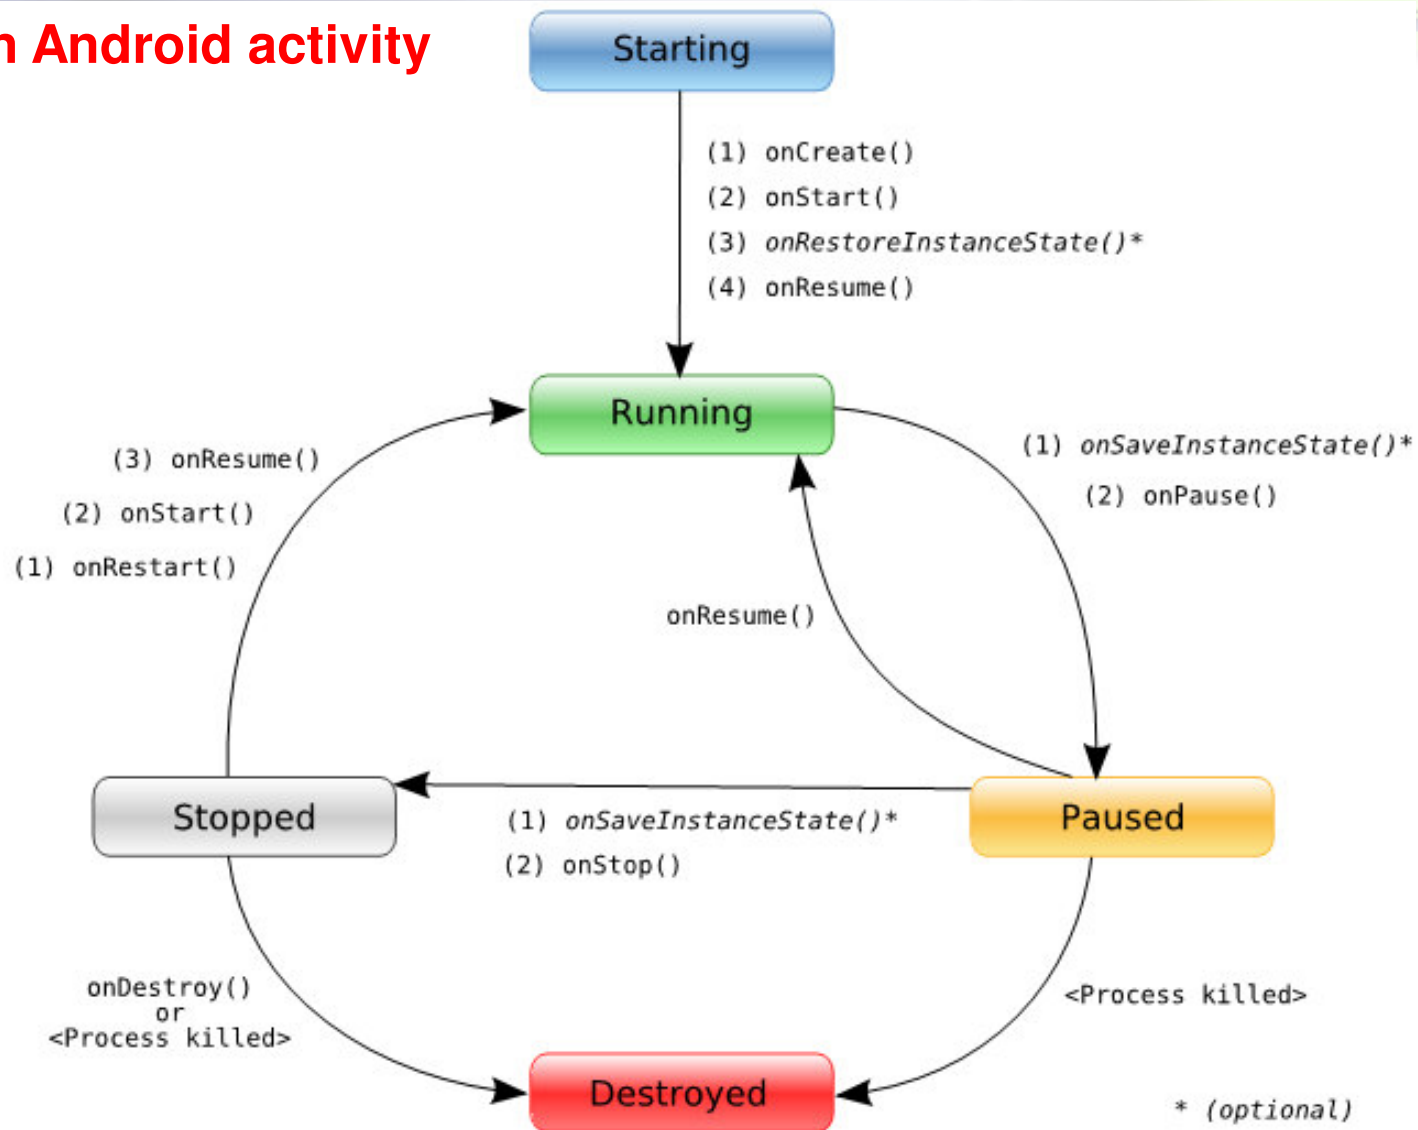 n Android activity
Starting
(1) onCreate()
(2) onStart()
(3) onRestoreInstanceState()*
(4) onResume()
Running
(3) onResume()
(2) onStart()
(1) onRestart()
(1) onSaveInstanceState()*
(2) onPause()
onResume()
Stopped
(1) onSaveInstanceState()*
(2) onStop()
Paused
onDestroy()
or
<Process killed>
<Process killed>
Destroyed
* (optional)